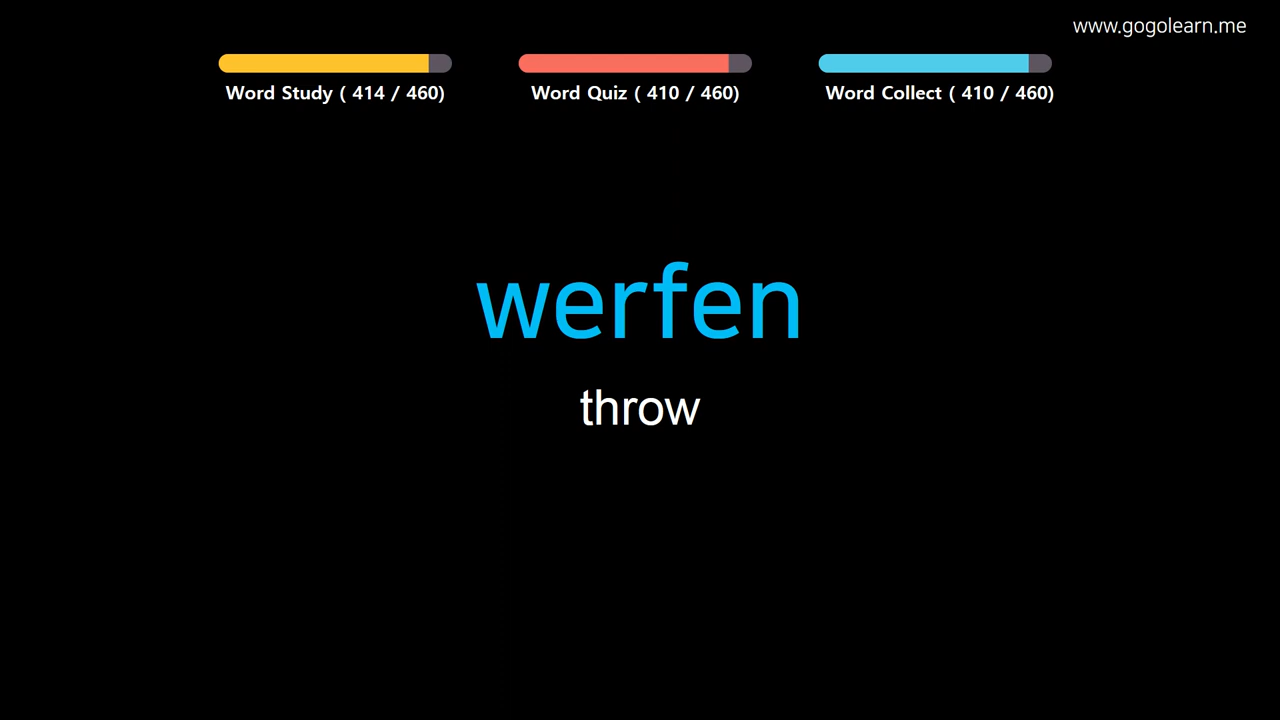 www.gogolearn.me
Word Study ( 414 / 460)
Word Quiz ( 410 / 460)
Word Collect ( 410 / 460)
werfen
throw